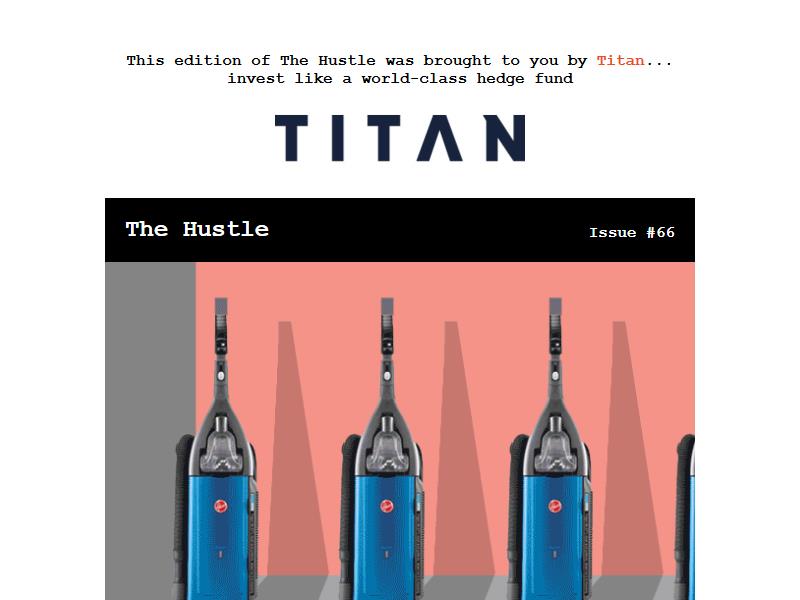 This edition of The Hustle was brought to you by Titan...
invest like a world-class hedge fund
TITAN
The Hustle
Issue #66